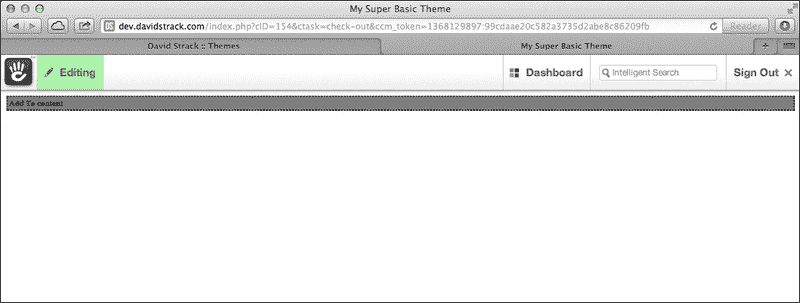 My Super Basic Theme
dev.davidstrack.com/index.php?cID=154&ctask=check-out&ccm_token=1368129897:99cdaae20c582a3735d2abe8c86209fb
Reader
David Strack :: Themes
My Super Basic Theme
Editing
Dashboard
Intelligent Search
Sign Out
Add To content